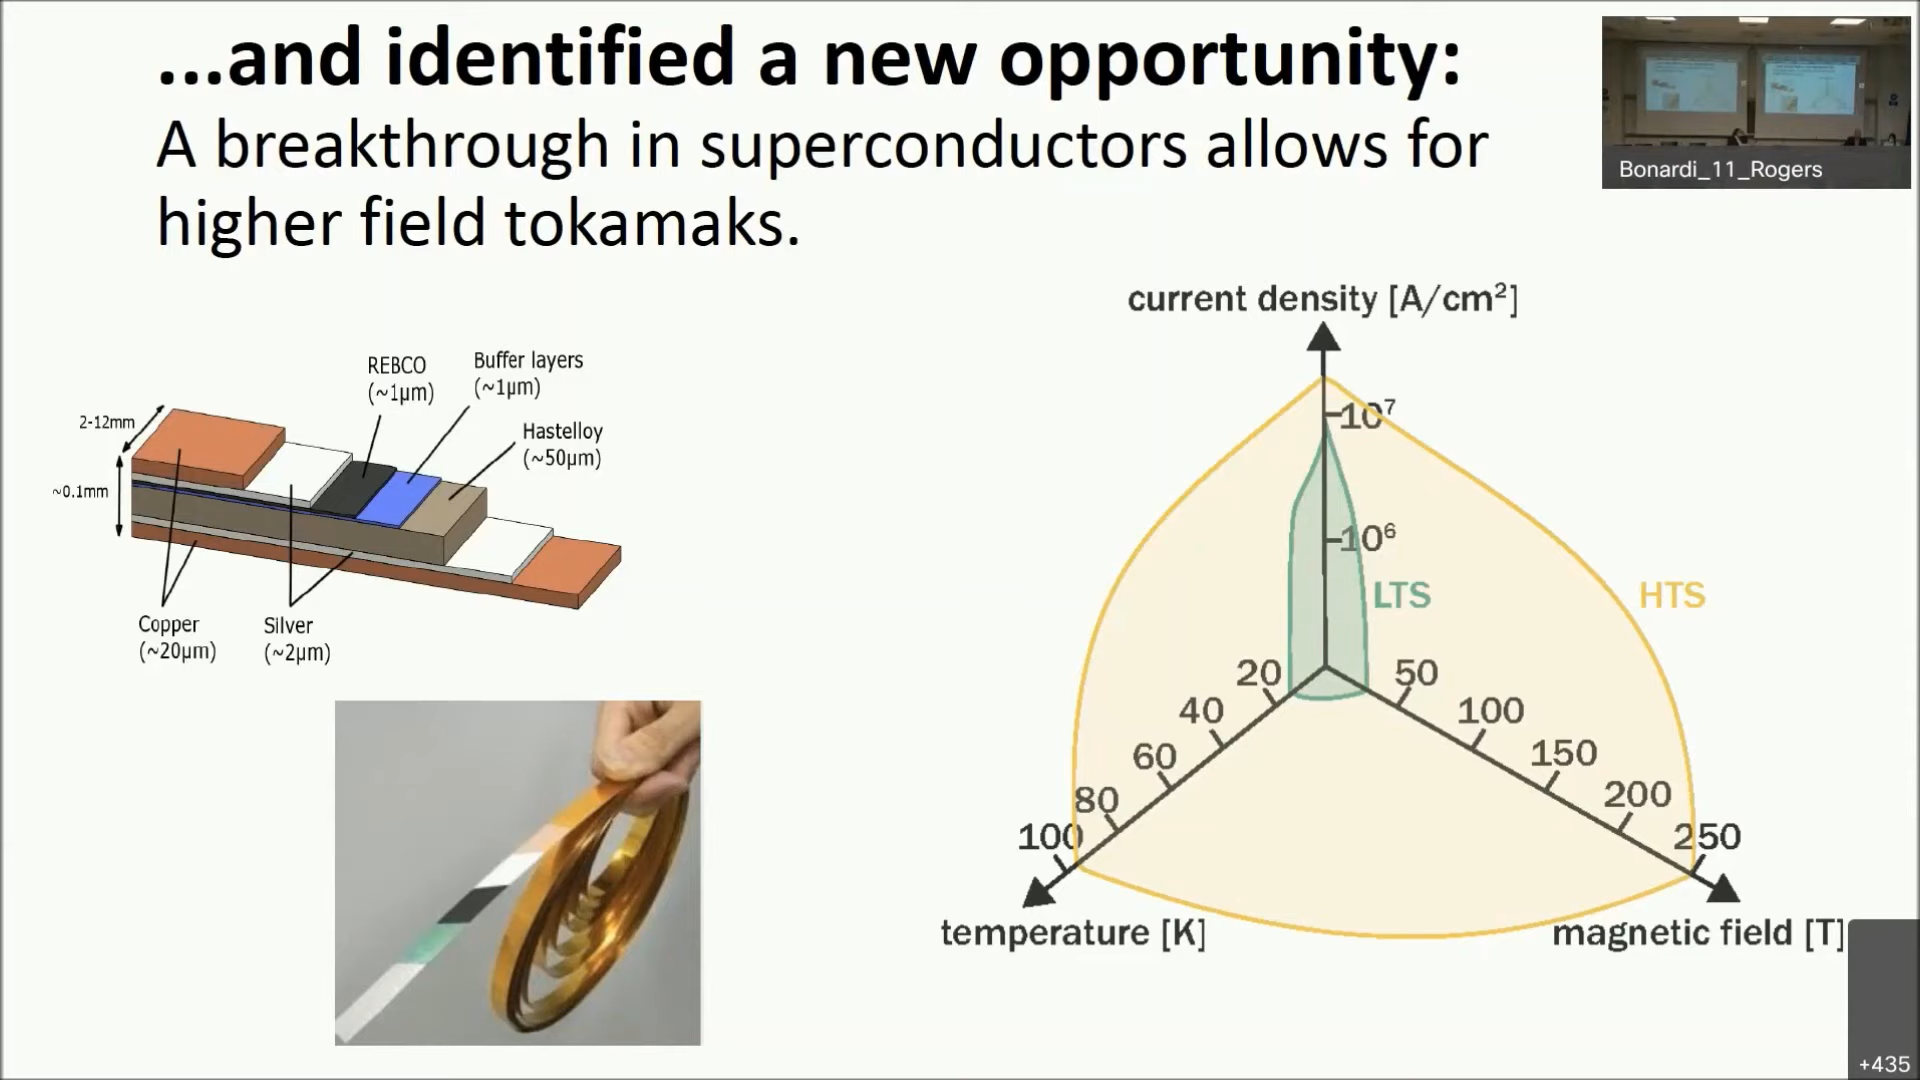 ...and identified a new opportunity:
A breakthrough in superconductors allows for
higher field tokamaks.
Bonardi_11_Rogers
REBCO
(~1µm)
Buffer layers
(~1µm)
Hastelloy
(~50µm)
2-12mm
~0.1mm
Copper
(~20µm)
Silver
(~2µm)
current density [A/cm²]
10⁷
10⁶
LTS
HTS
20
40
60
80
100
50
100
150
200
250
temperature [K]
magnetic field [T]
+435